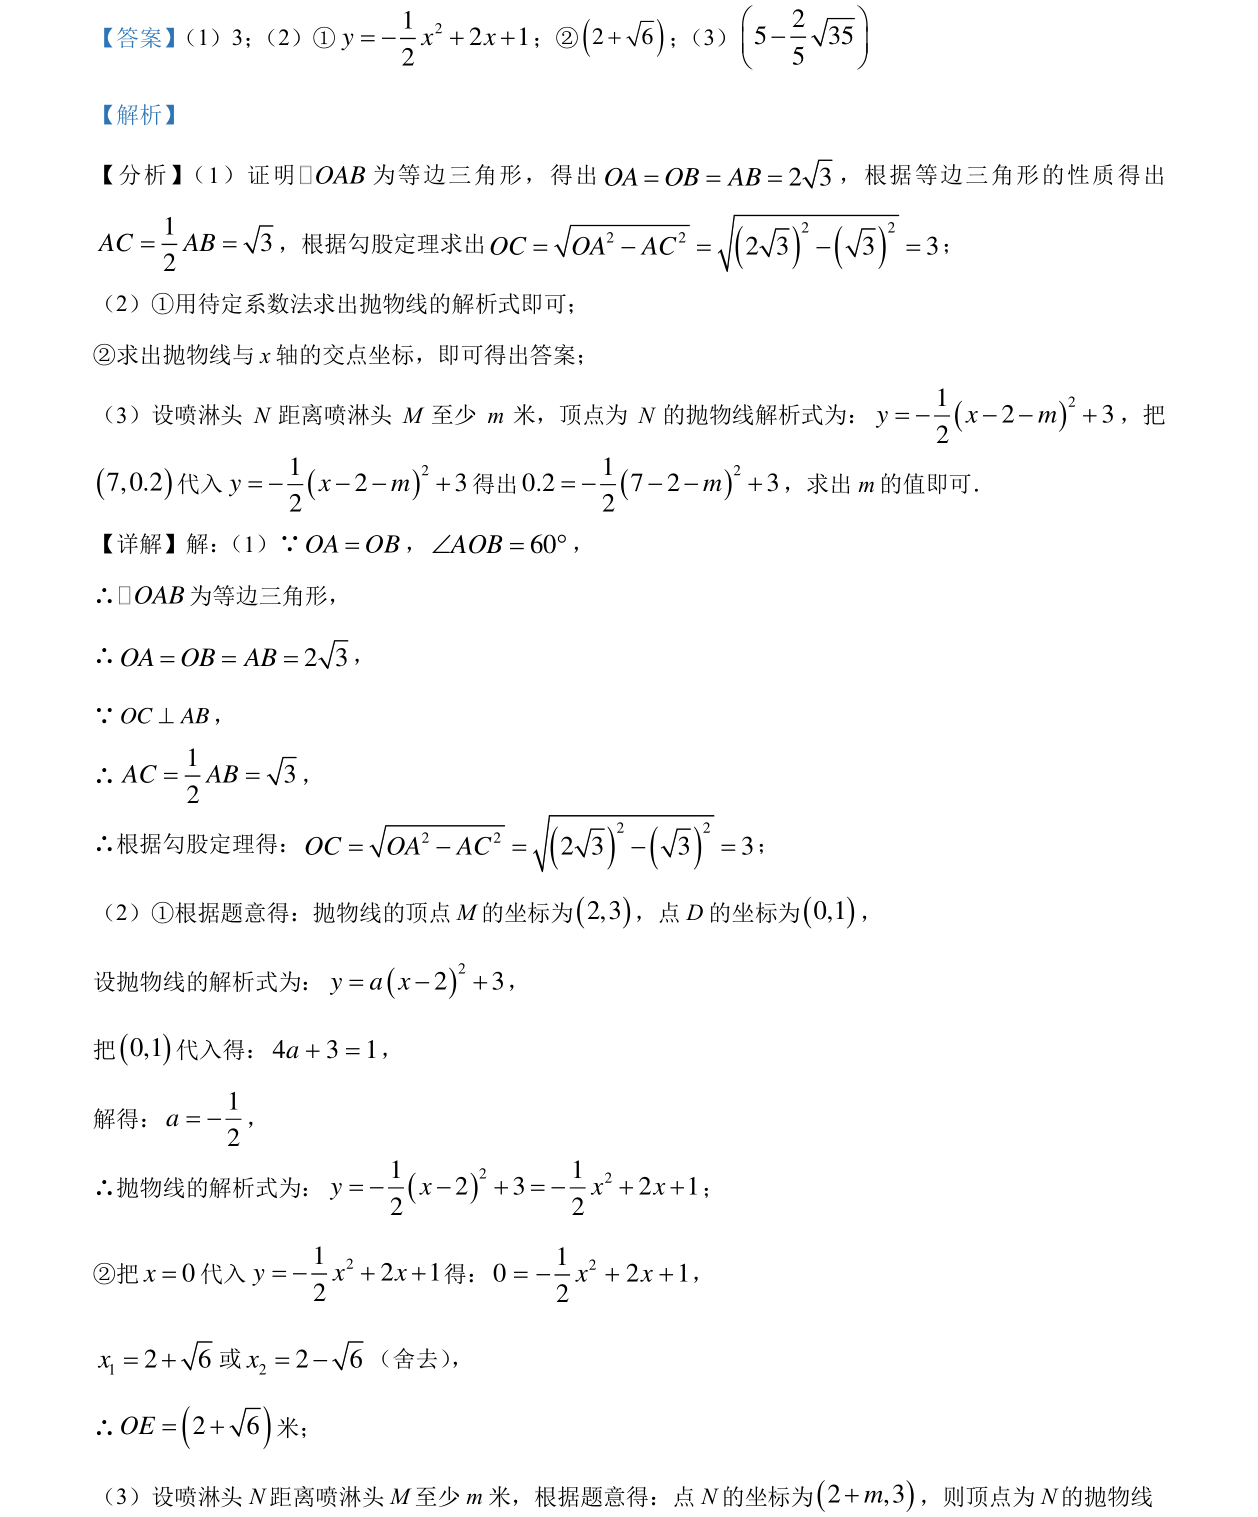 【答案】（1）3；（2）① y = -1/2 x² + 2x + 1；②(2+√6)；（3）(5 - 2/5 √35)
【解析】
【分析】（1）证明□OAB 为等边三角形，得出 OA = OB = AB = 2√3，根据等边三角形的性质得出
AC = 1/2 AB = √3，根据勾股定理求出 OC = √(OA² - AC²) = √((2√3)² - (√3)²) = 3；
（2）①用待定系数法求出抛物线的解析式即可；
②求出抛物线与 x 轴的交点坐标，即可得出答案；
（3）设喷淋头 N 距离喷淋头 M 至少 m 米，顶点为 N 的抛物线解析式为： y = -1/2 (x-2-m)² + 3，把
(7,0.2)代入 y = -1/2 (x-2-m)² + 3 得出 0.2 = -1/2 (7-2-m)² + 3，求出 m 的值即可．
【详解】解：（1）∵ OA = OB， ∠AOB = 60°，
∴□OAB 为等边三角形，
∴ OA = OB = AB = 2√3，
∵ OC ⊥ AB，
∴ AC = 1/2 AB = √3，
∴根据勾股定理得： OC = √(OA² - AC²) = √((2√3)² - (√3)²) = 3；
（2）①根据题意得：抛物线的顶点 M 的坐标为(2,3)，点 D 的坐标为(0,1)，
设抛物线的解析式为： y = a(x-2)² + 3，
把(0,1)代入得： 4a + 3 = 1，
解得： a = -1/2，
∴抛物线的解析式为： y = -1/2 (x-2)² + 3 = -1/2 x² + 2x + 1；
②把 x = 0 代入 y = -1/2 x² + 2x + 1 得： 0 = -1/2 x² + 2x + 1，
x₁ = 2 + √6 或 x₂ = 2 - √6（舍去），
∴ OE = (2 + √6)米；
（3）设喷淋头 N 距离喷淋头 M 至少 m 米，根据题意得：点 N 的坐标为(2+m,3)，则顶点为 N 的抛物线